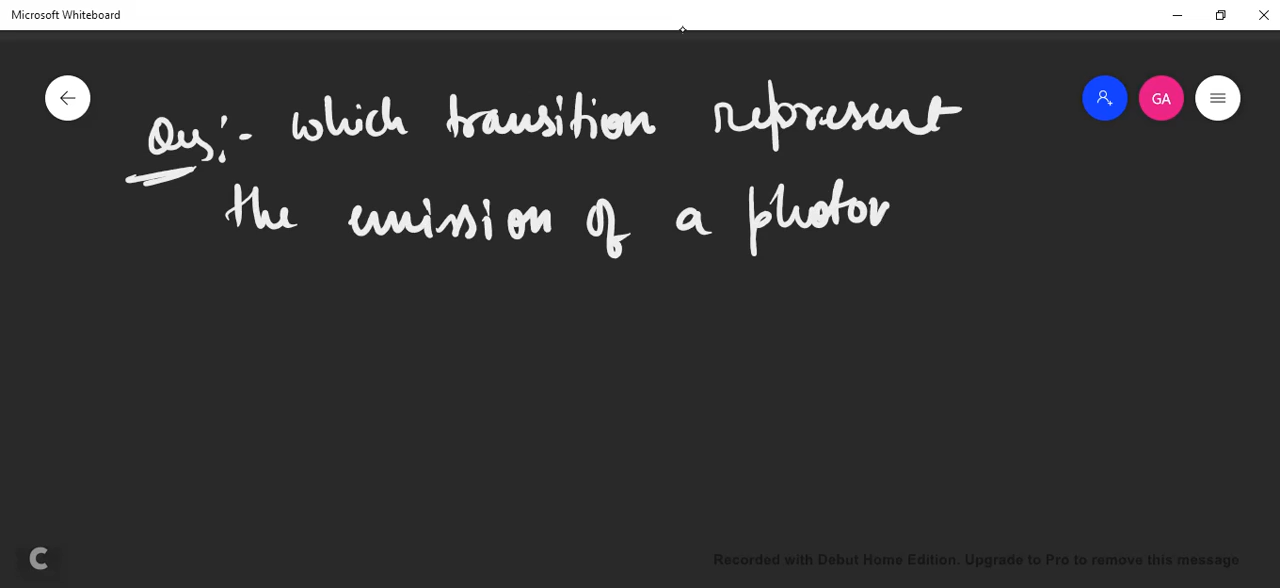 Microsoft Whiteboard
GA
Qus:- which transition represent
the emission of a photon
C
Recorded with Debut Home Edition. Upgrade to Pro to remove this message